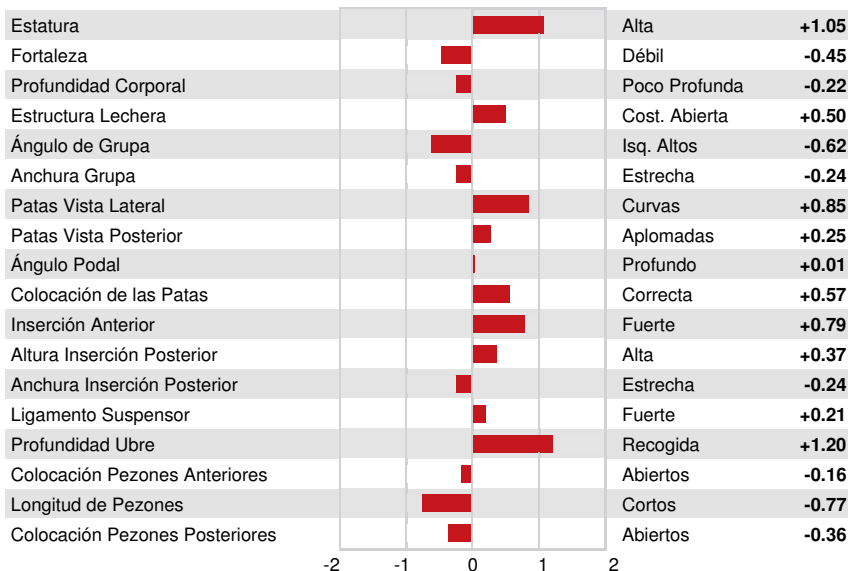 Estatura Alta +1.05
Fortaleza Débil -0.45
Profundidad Corporal Poco Profunda -0.22
Estructura Lechera Cost. Abierta +0.50
Ángulo de Grupa Isq. Altos -0.62
Anchura Grupa Estrecha -0.24
Patas Vista Lateral Curvas +0.85
Patas Vista Posterior Aplomadas +0.25
Ángulo Podal Profundo +0.01
Colocación de las Patas Correcta +0.57
Inserción Anterior Fuerte +0.79
Altura Inserción Posterior Alta +0.37
Anchura Inserción Posterior Estrecha -0.24
Ligamento Suspensor Fuerte +0.21
Profundidad Ubre Recogida +1.20
Colocación Pezones Anteriores Abiertos -0.16
Longitud de Pezones Cortos -0.77
Colocación Pezones Posteriores Abiertos -0.36
-2 -1 0 1 2